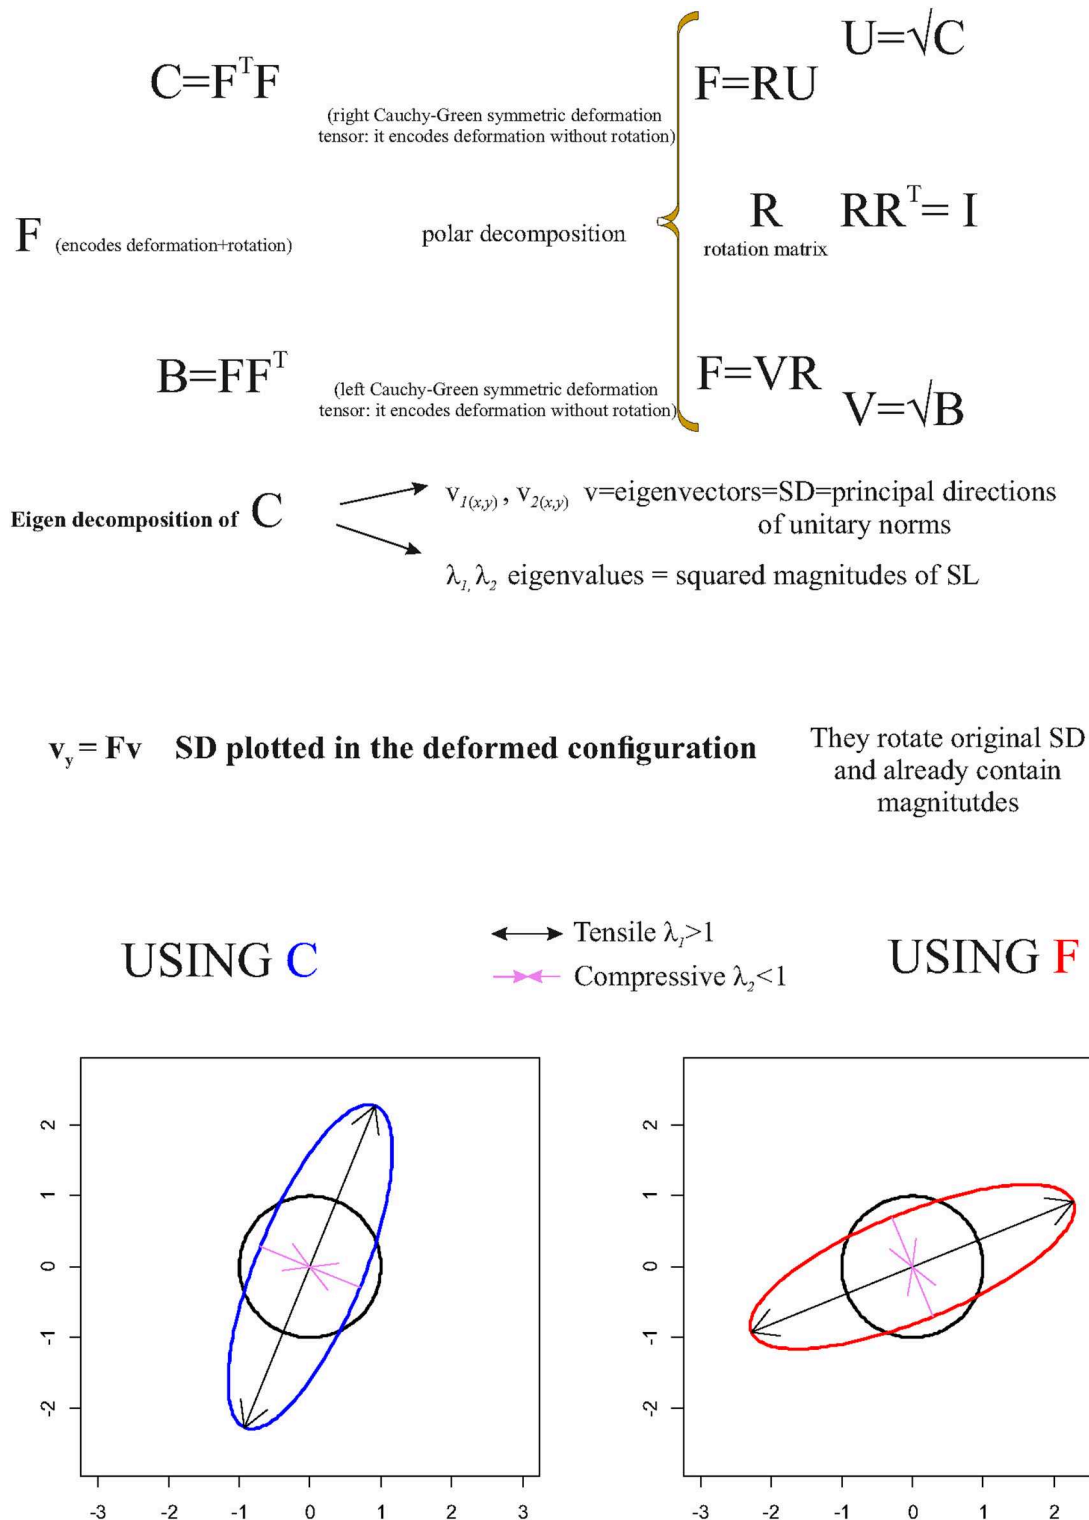 U=√C
C=FᵀF
F=RU
(right Cauchy-Green symmetric deformation
tensor: it encodes deformation without rotation)
R RRᵀ= I
F (encodes deformation+rotation)
polar decomposition
rotation matrix
B=FFᵀ
F=VR
(left Cauchy-Green symmetric deformation
tensor: it encodes deformation without rotation)
V=√B
Eigen decomposition of C
v1(x,y) , v2(x,y) v=eigenvectors=SD=principal directions
of unitary norms
λ1, λ2 eigenvalues = squared magnitudes of SL
vy = Fv SD plotted in the deformed configuration
They rotate original SD
and already contain
magnitutdes
USING C
Tensile λ1>1
Compressive λ2<1
USING F
2
1
0
-1
-2
-3 -2 -1 0 1 2 3
2
1
0
-1
-2
-3 -2 -1 0 1 2